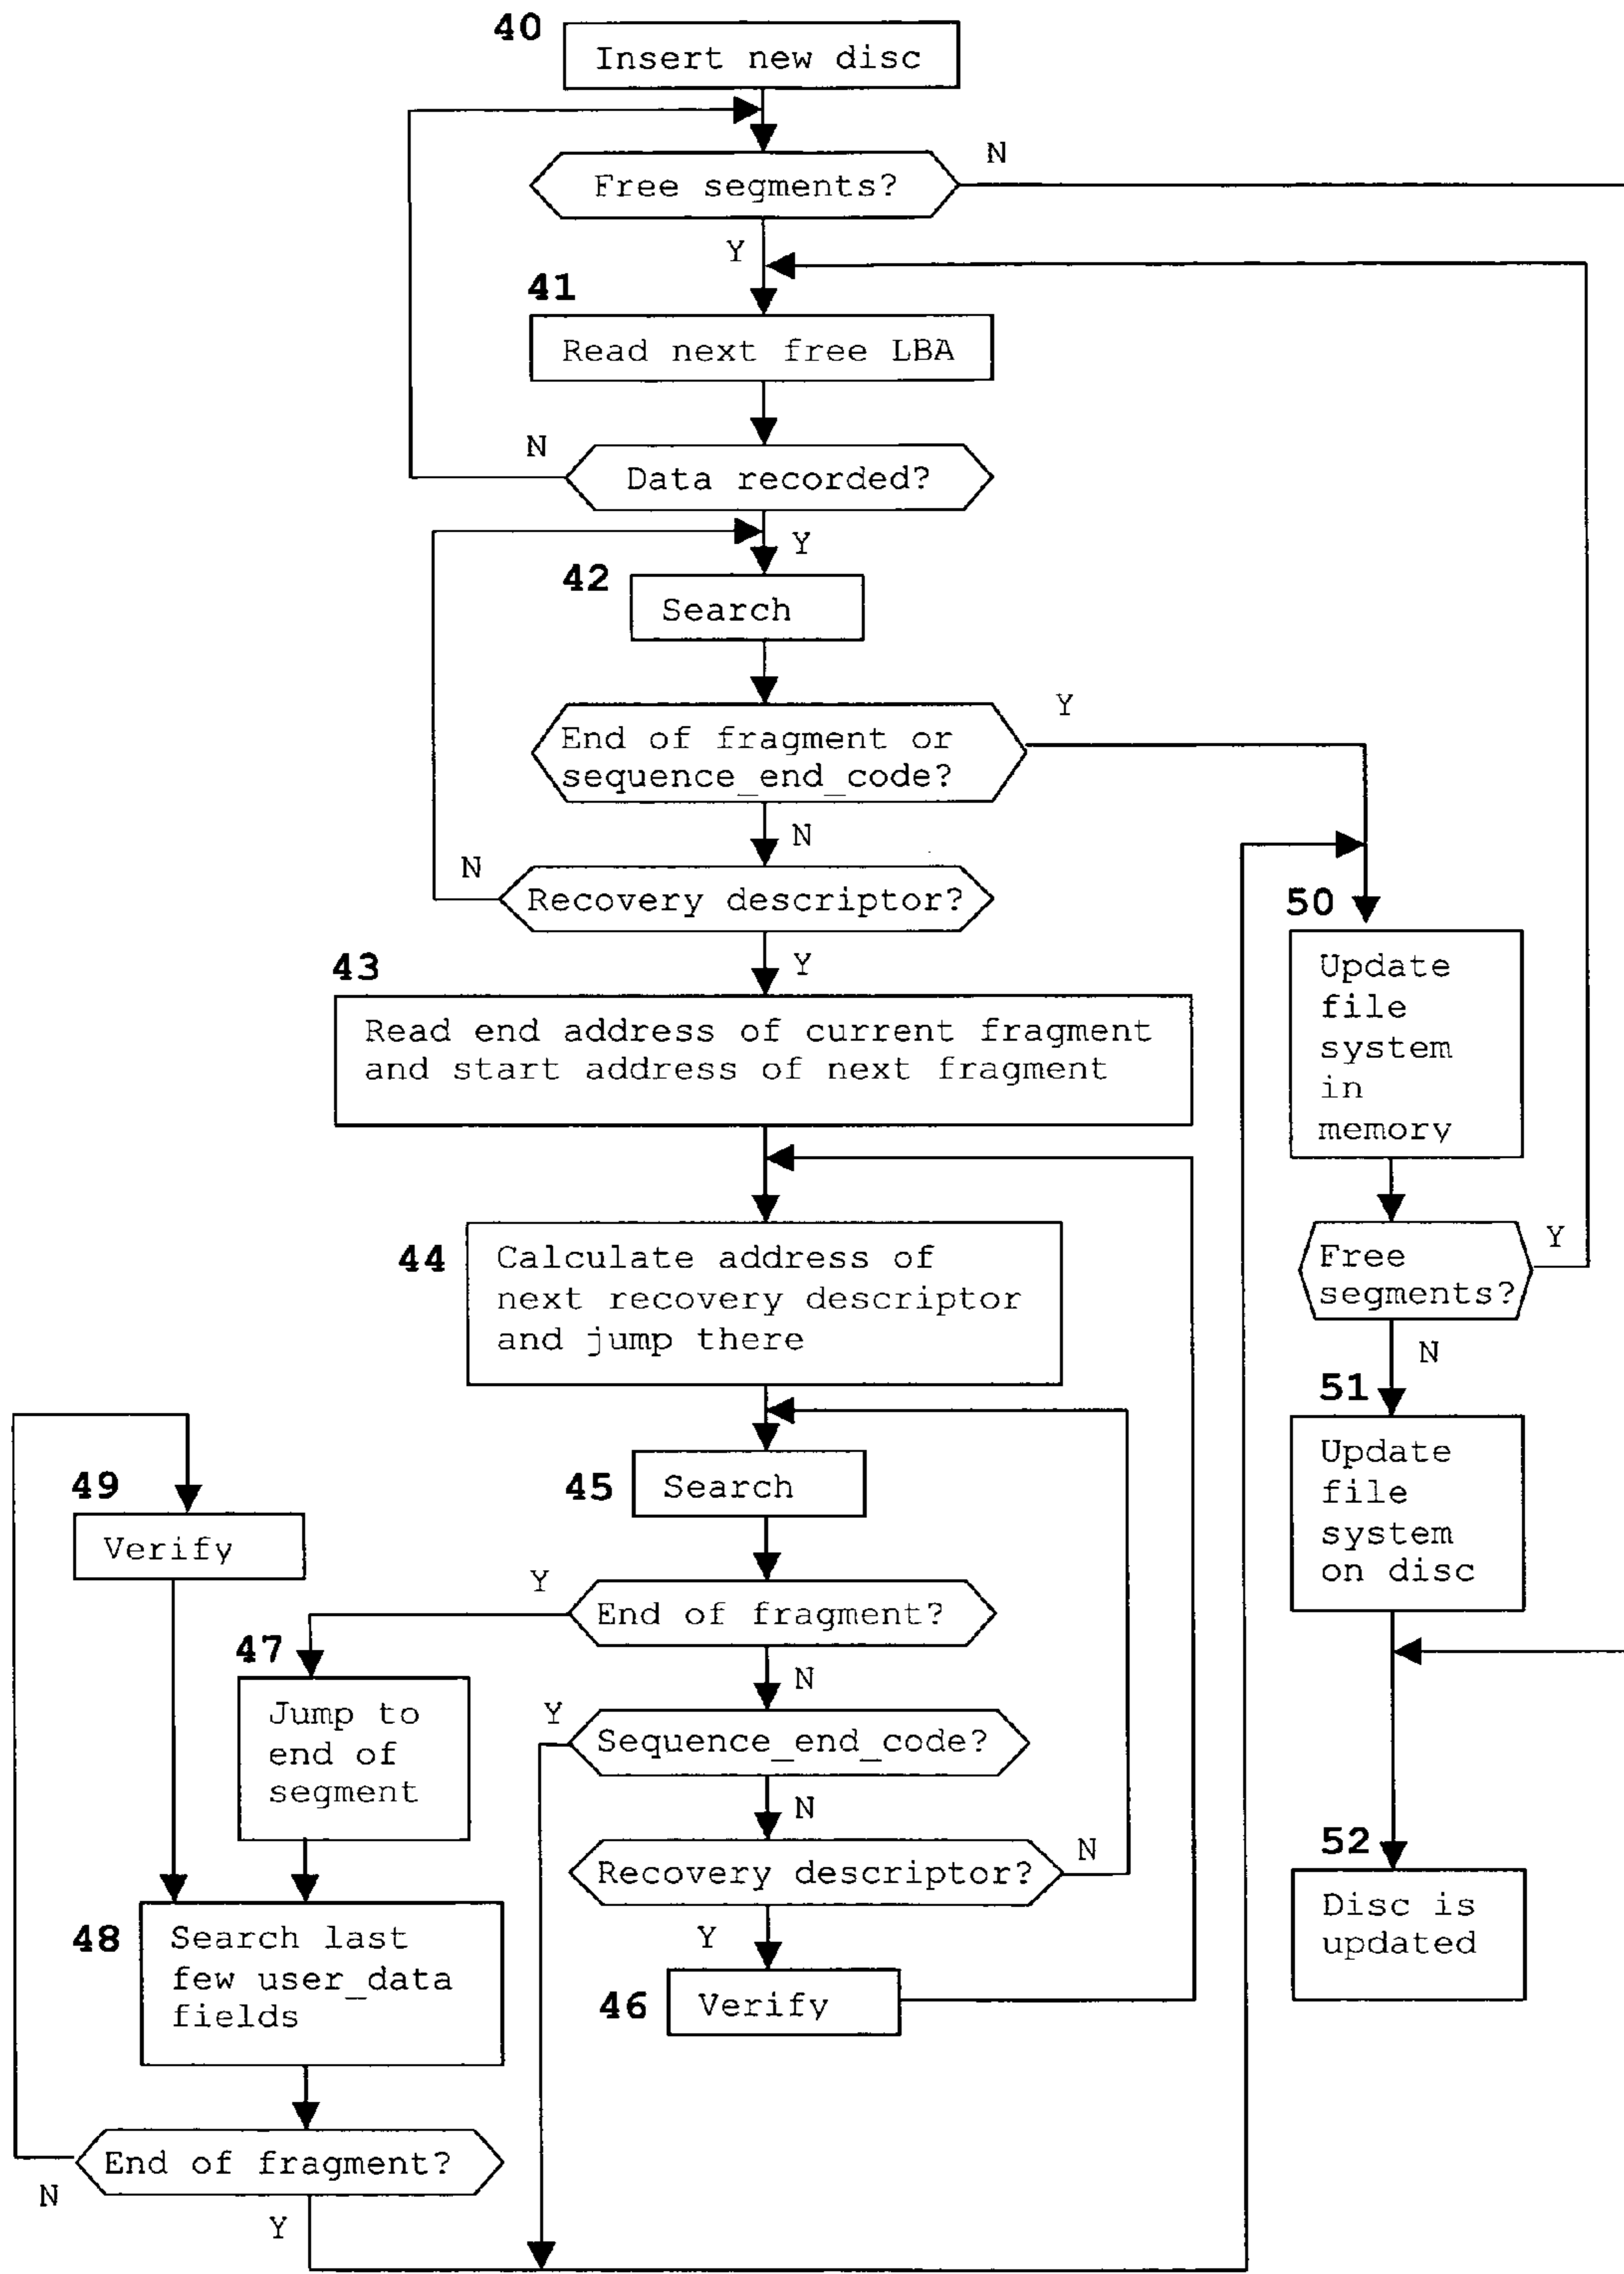 40
Insert new disc
N
Free segments?
Y
41
Read next free LBA
N
Data recorded?
Y
42
Search
Y
End of fragment or
sequence_end_code?
N
N
Recovery descriptor?
50
Y
43
Update
file
system
in
memory
Read end address of current fragment
and start address of next fragment
44
Calculate address of
next recovery descriptor
and jump there
Y
Free
segments?
N
51
Update
file
system
on disc
49
Verify
45
Search
Y
End of fragment?
47
N
Jump to
end of
segment
Y
Sequence_end_code?
N
Recovery descriptor?
N
52
Disc is
updated
48
Search last
few user_data
fields
Y
46
Verify
End of fragment?
N
Y